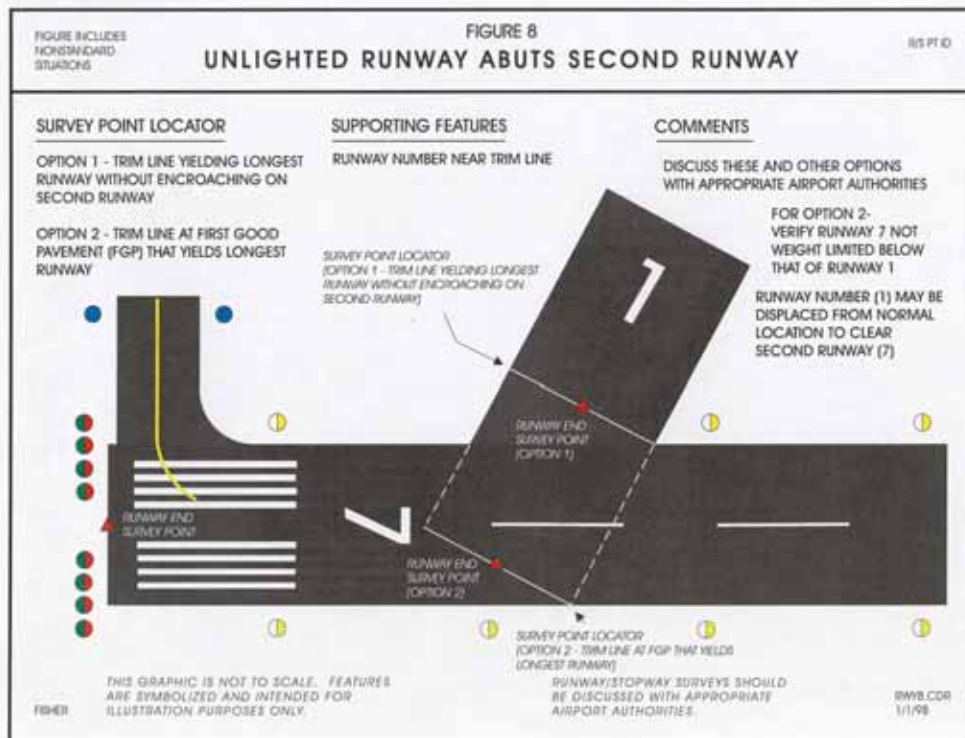 FIGURE INCLUDES
NONSTANDARD
SITUATIONS
FIGURE 8
UNLIGHTED RUNWAY ABUTS SECOND RUNWAY
R/S PT ID
SURVEY POINT LOCATOR
OPTION 1 - TRIM LINE YIELDING LONGEST
RUNWAY WITHOUT ENCROACHING ON
SECOND RUNWAY
OPTION 2 - TRIM LINE AT FIRST GOOD
PAVEMENT (FGP) THAT YIELDS LONGEST
RUNWAY
SUPPORTING FEATURES
RUNWAY NUMBER NEAR TRIM LINE
COMMENTS
DISCUSS THESE AND OTHER OPTIONS
WITH APPROPRIATE AIRPORT AUTHORITIES
FOR OPTION 2-
VERIFY RUNWAY 7 NOT
WEIGHT LIMITED BELOW
THAT OF RUNWAY 1
RUNWAY NUMBER (1) MAY BE
DISPLACED FROM NORMAL
LOCATION TO CLEAR
SECOND RUNWAY (7)
SURVEY POINT LOCATOR
(OPTION 1 - TRIM LINE YIELDING LONGEST
RUNWAY WITHOUT ENCROACHING ON
SECOND RUNWAY)
1
RUNWAY END
SURVEY POINT
(OPTION 1)
RUNWAY END
SURVEY POINT
7
RUNWAY END
SURVEY POINT
(OPTION 2)
SURVEY POINT LOCATOR
(OPTION 2 - TRIM LINE AT FGP THAT YIELDS
LONGEST RUNWAY)
THIS GRAPHIC IS NOT TO SCALE. FEATURES
ARE SYMBOLIZED AND INTENDED FOR
ILLUSTRATION PURPOSES ONLY.
RUNWAY/STOPWAY SURVEYS SHOULD
BE DISCUSSED WITH APPROPRIATE
AIRPORT AUTHORITIES.
FISHER
RWY8.CDR
1/1/98